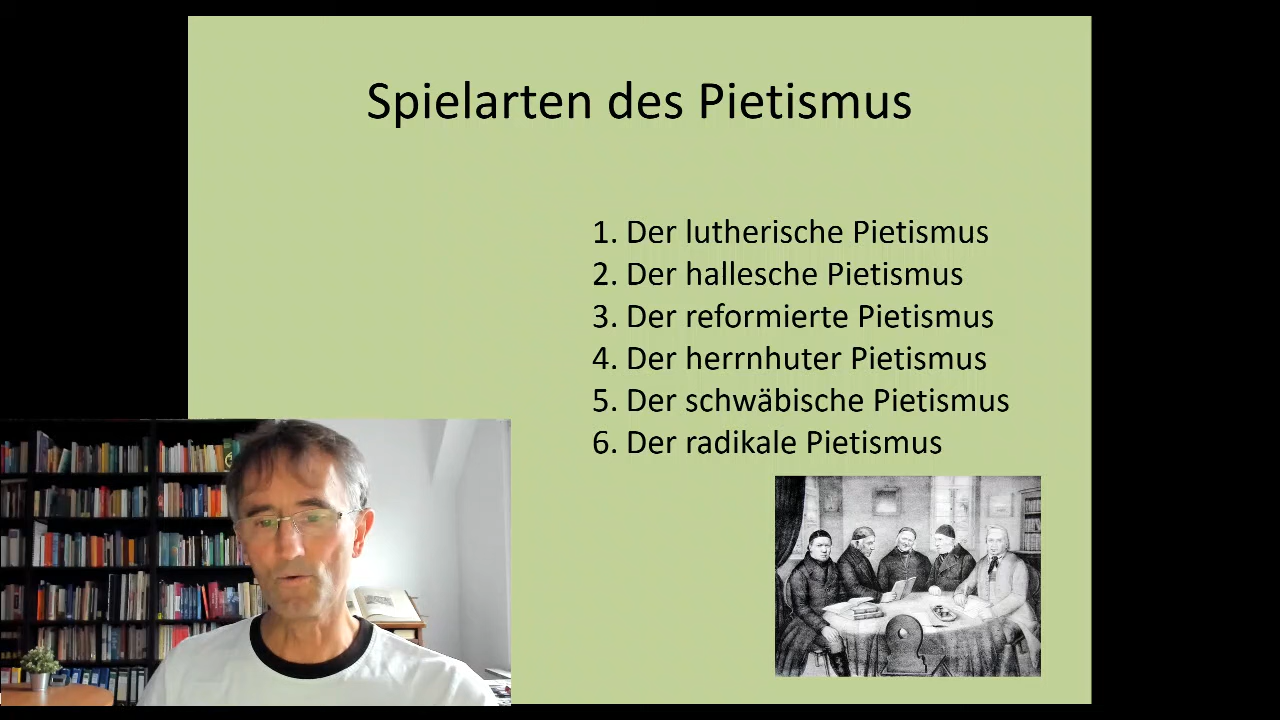 Spielarten des Pietismus
1. Der lutherische Pietismus
2. Der hallesche Pietismus
3. Der reformierte Pietismus
4. Der herrnhuter Pietismus
5. Der schwäbische Pietismus
6. Der radikale Pietismus